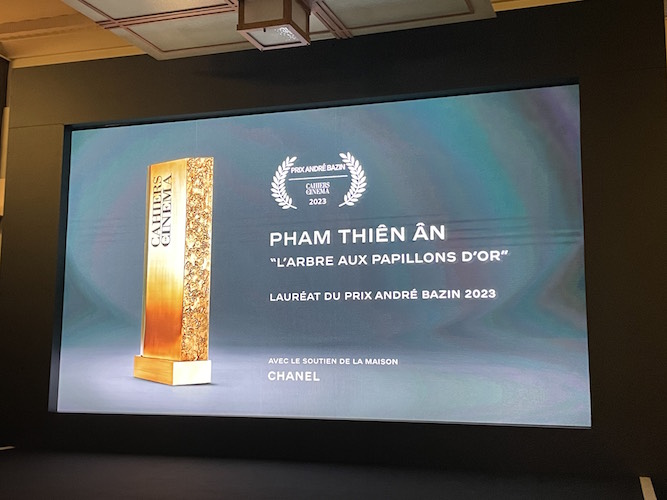 CAHIERS
CINEMA
PRIX ANDRÉ BAZIN
CAHIERS
CINEMA
2023
PHAM THIÊN ÂN
“L’ARBRE AUX PAPILLONS D’OR”
LAURÉAT DU PRIX ANDRÉ BAZIN 2023
AVEC LE SOUTIEN DE LA MAISON
CHANEL